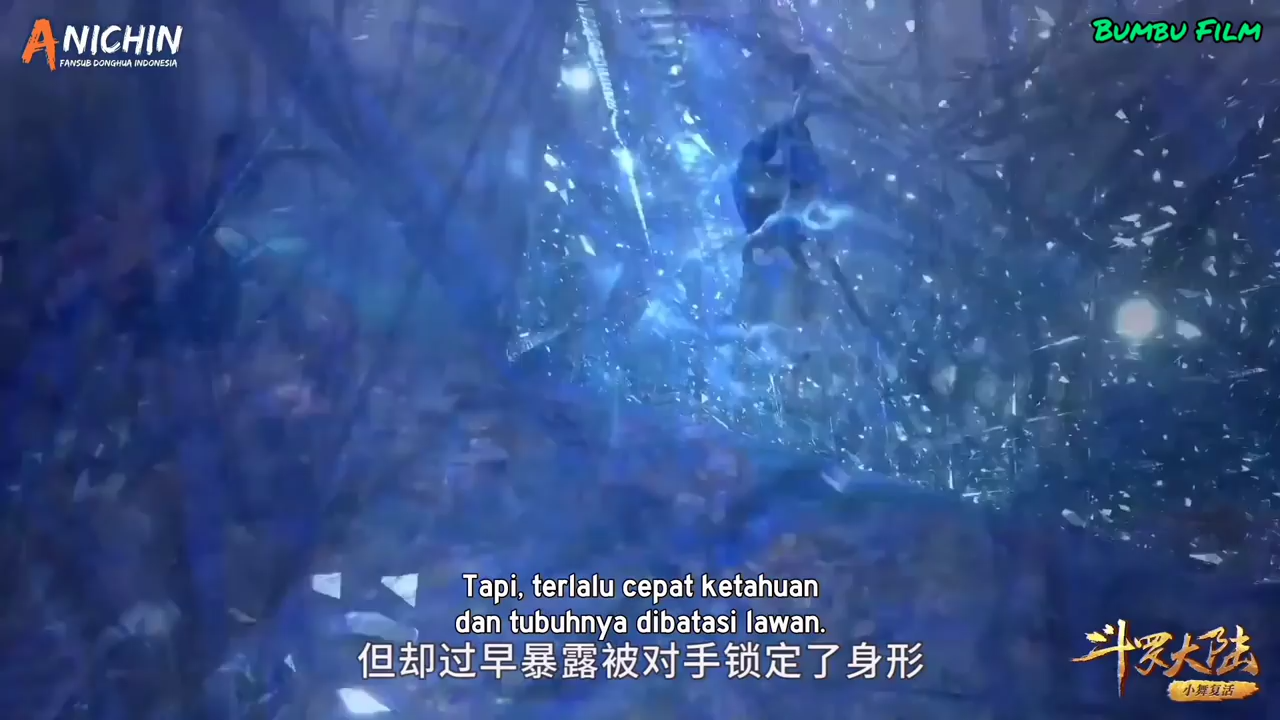 ANICHIN
FANSUB DONGHUA INDONESIA
BUMBU FILM
Tapi, terlalu cepat ketahuan
dan tubuhnya dibatasi lawan.
但却过早暴露被对手锁定了身形
斗罗大陆
小舞复活